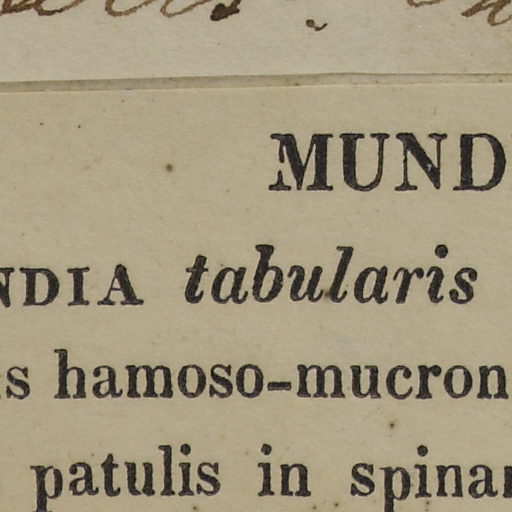 MUND
NDIA tabularis
s hamoso-mucron
patulis in spinar